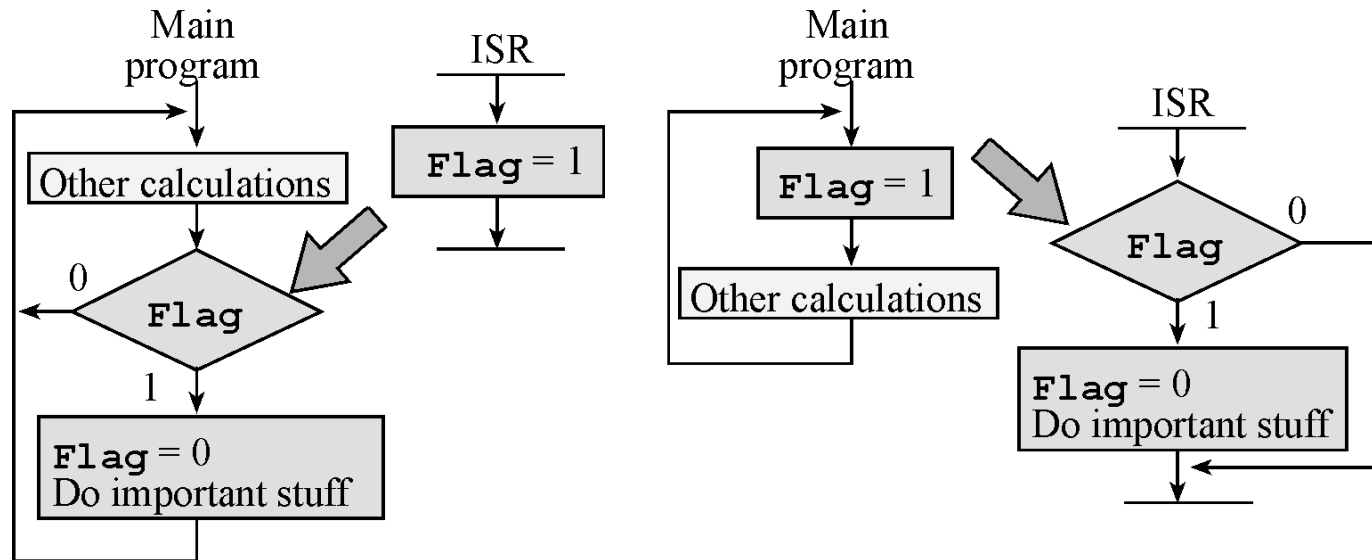 Main
program
Other calculations
Flag
0
1
Flag = 0
Do important stuff
ISR
Flag = 1
Main
program
Flag = 1
Other calculations
ISR
Flag
0
1
Flag = 0
Do important stuff